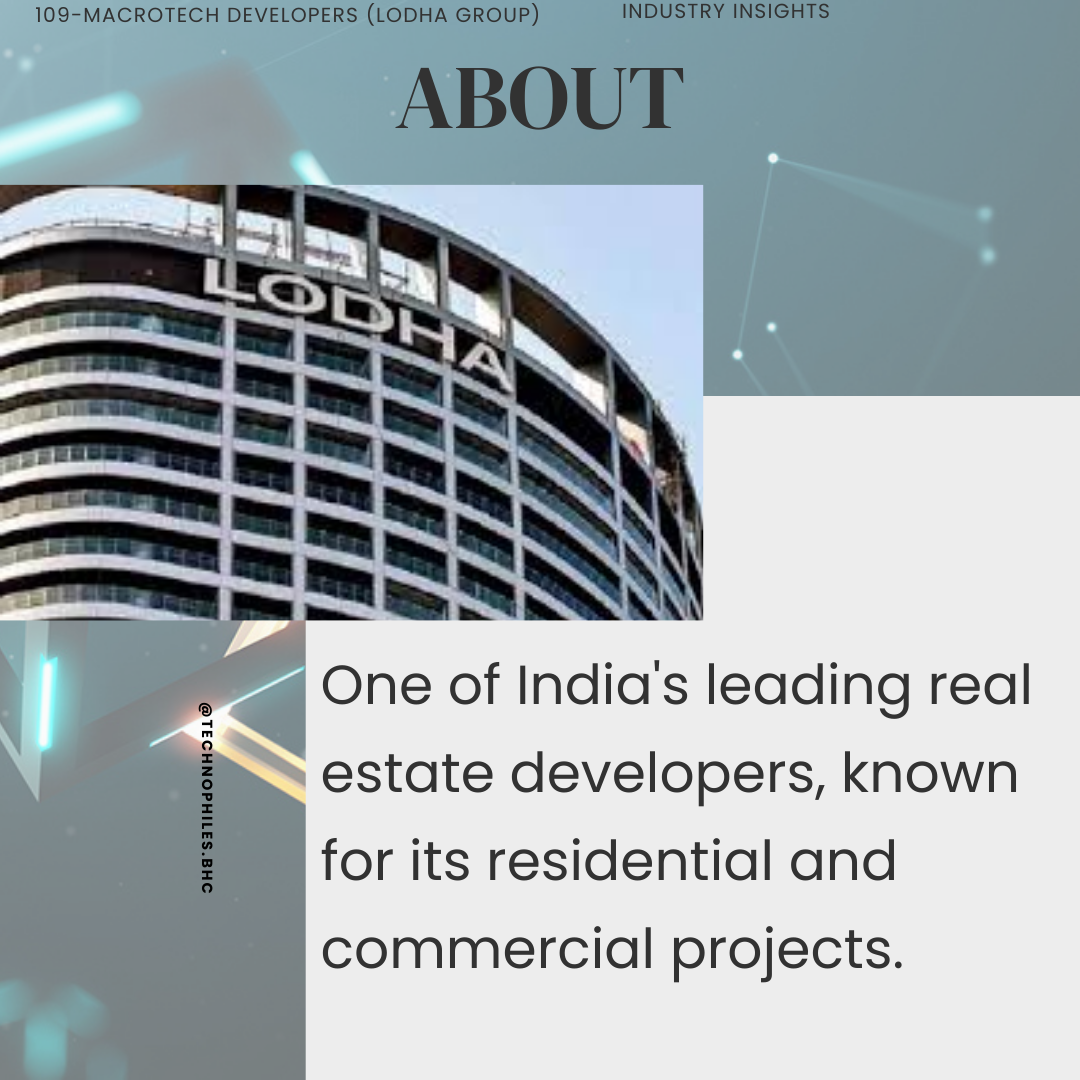 109-MACROTECH DEVELOPERS (LODHA GROUP)
INDUSTRY INSIGHTS
ABOUT
LODHA
@TECHNOPHILES.BHC
One of India's leading real
estate developers, known
for its residential and
commercial projects.